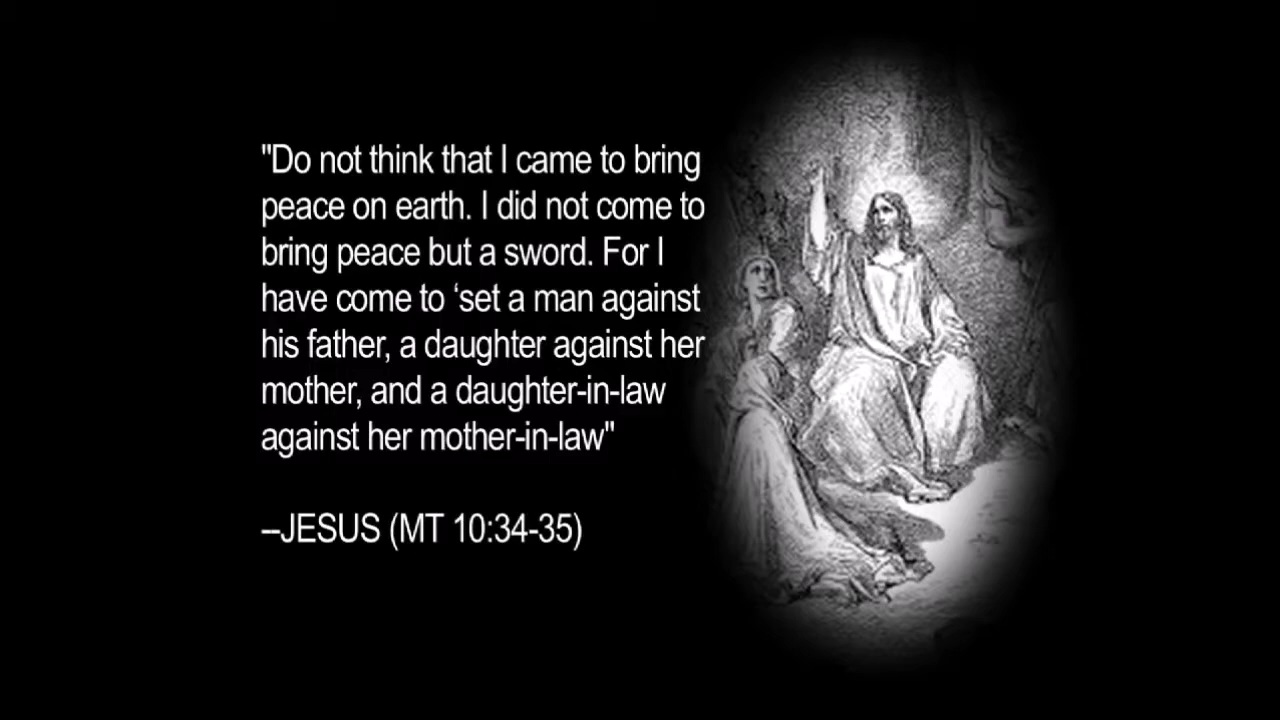 "Do not think that I came to bring
peace on earth. I did not come to
bring peace but a sword. For I
have come to ‘set a man against
his father, a daughter against her
mother, and a daughter-in-law
against her mother-in-law"
–JESUS (MT 10:34-35)